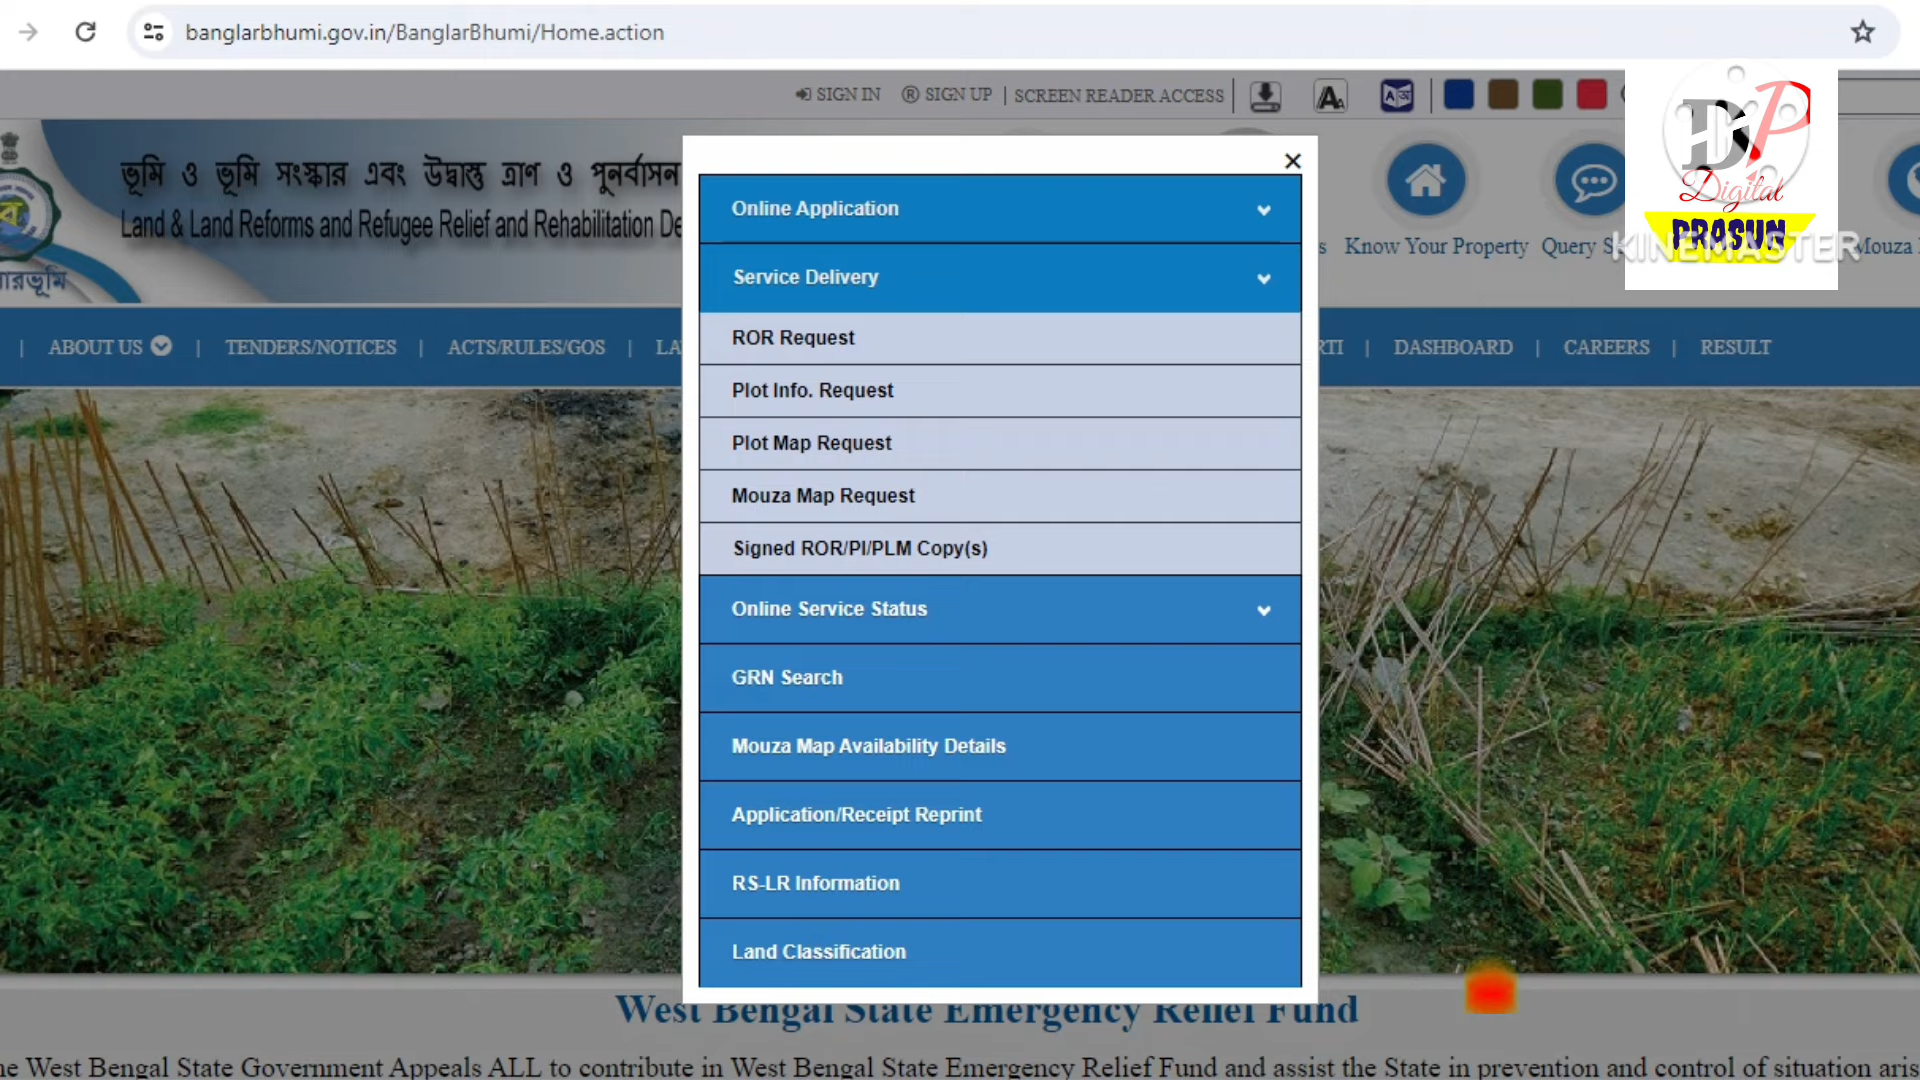 banglarbhumi.gov.in/BanglarBhumi/Home.action
SIGN IN ® SIGN UP | SCREEN READER ACCESS
ভূমি ও ভূমি সংস্কার এবং উদ্বাস্তু ত্রাণ ও পুনর্বাসন
Land & Land Reforms and Refugee Relief and Rehabilitation De
Know Your Property
Query S
Mouza
DP
Digital
PRASUN
KINEMASTER
| ABOUT US | TENDERS/NOTICES | ACTS/RULES/GOS | LA
RTI | DASHBOARD | CAREERS | RESULT
Online Application
Service Delivery
ROR Request
Plot Info. Request
Plot Map Request
Mouza Map Request
Signed ROR/PI/PLM Copy(s)
Online Service Status
GRN Search
Mouza Map Availability Details
Application/Receipt Reprint
RS-LR Information
Land Classification
West Bengal State Emergency Relief Fund
he West Bengal State Government Appeals ALL to contribute in West Bengal State Emergency Relief Fund and assist the State in prevention and control of situation aris